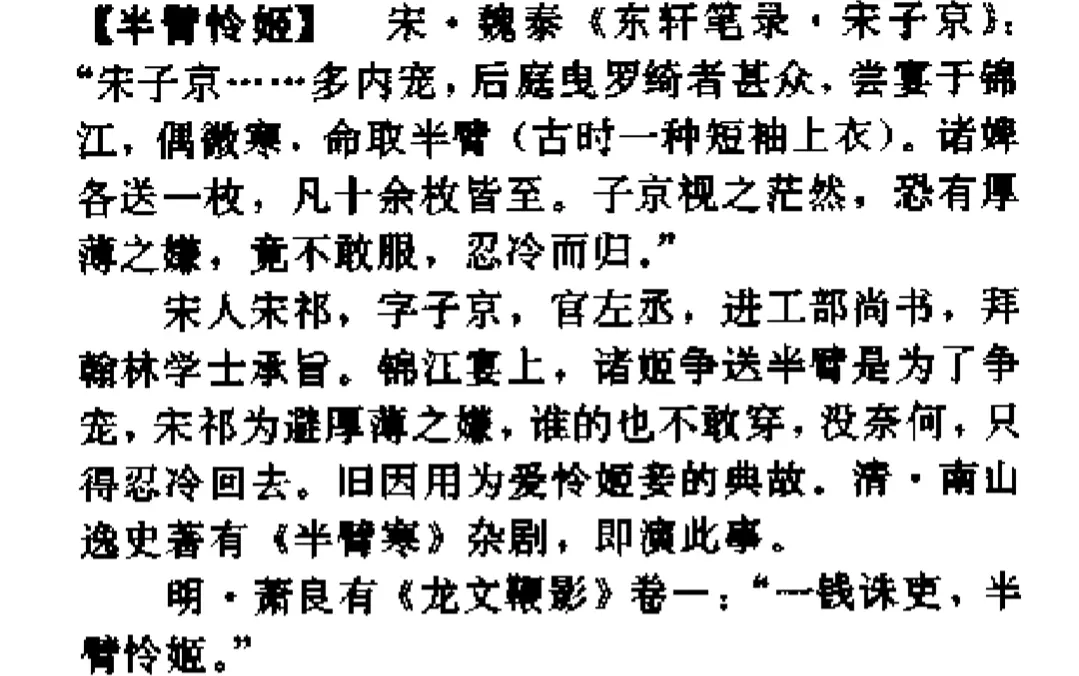 【半臂怜姬】 宋·魏泰《东轩笔录·宋子京》：
“宋子京……多内宠，后庭曳罗绮者甚众，尝宴于锦
江，偶微寒，命取半臂（古时一种短袖上衣）。诸婢
各送一枚，凡十余枚皆至。子京视之茫然，恐有厚
薄之嫌，竟不敢服，忍冷而归。”
宋人宋祁，字子京，官左丞，进工部尚书，拜
翰林学士承旨。锦江宴上，诸姬争送半臂是为了争
宠，宋祁为避厚薄之嫌，谁的也不敢穿，没奈何，只
得忍冷回去。旧因用为爱怜姬妾的典故。清·南山
逸史著有《半臂寒》杂剧，即演此事。
明·萧良有《龙文鞭影》卷一：“一钱诛吏，半
臂怜姬。”